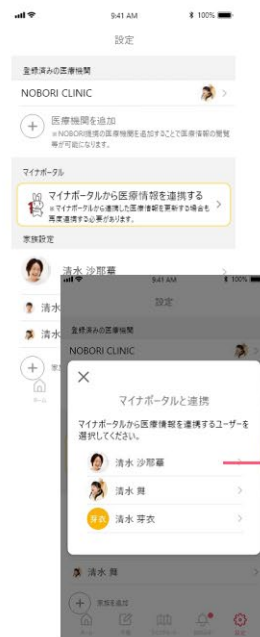 9:41 AM
100%
設定
登録済みの医療機関
NOBORI CLINIC
医療機関を追加
※NOBORI提携の医療機関を追加することで医療情報の閲覧
等が可能になります。
マイナポータル
マイナポータルから医療情報を連携する
※マイナポータルから連携した医療情報を更新する場合も
再度連携する必要があります。
家族設定
清水 沙耶華
清水
清水
ホーム
9:41 AM
100%
設定
登録済みの医療機関
NOBORI CLINIC
マイナポータルと連携
マイナポータルから医療情報を連携するユーザーを
選択してください。
清水 沙耶華
清水 舞
芽衣
清水 芽衣
清水 舞
家族を追加
ホーム
設定